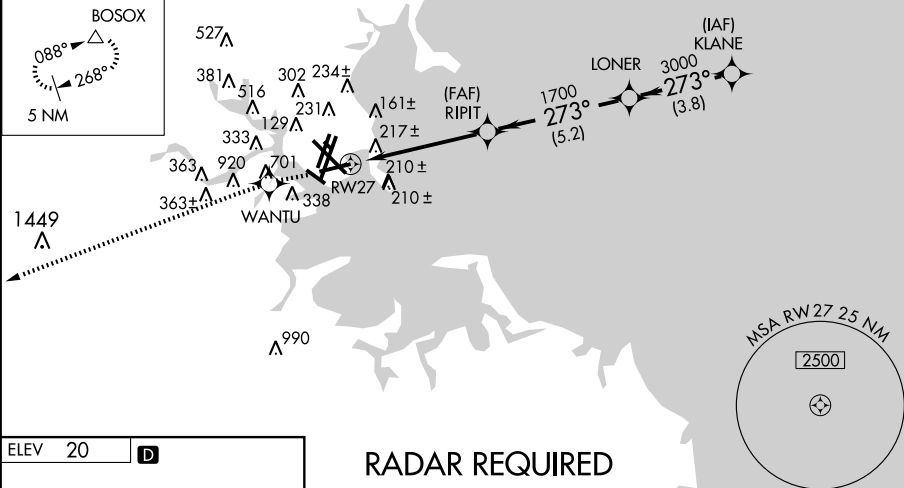 BOSOX
088°
268°
5 NM
527
381
516
302
234±
231
161±
129
217±
333
363
920
701
210±
RW27
210±
363±
338
WANTU
1449
990
(FAF)
RIPIT
1700
273°
(5.2)
LONER
3000
273°
(3.8)
(IAF)
KLANE
MSA RW27 25 NM
2500
ELEV 20
D
RADAR REQUIRED